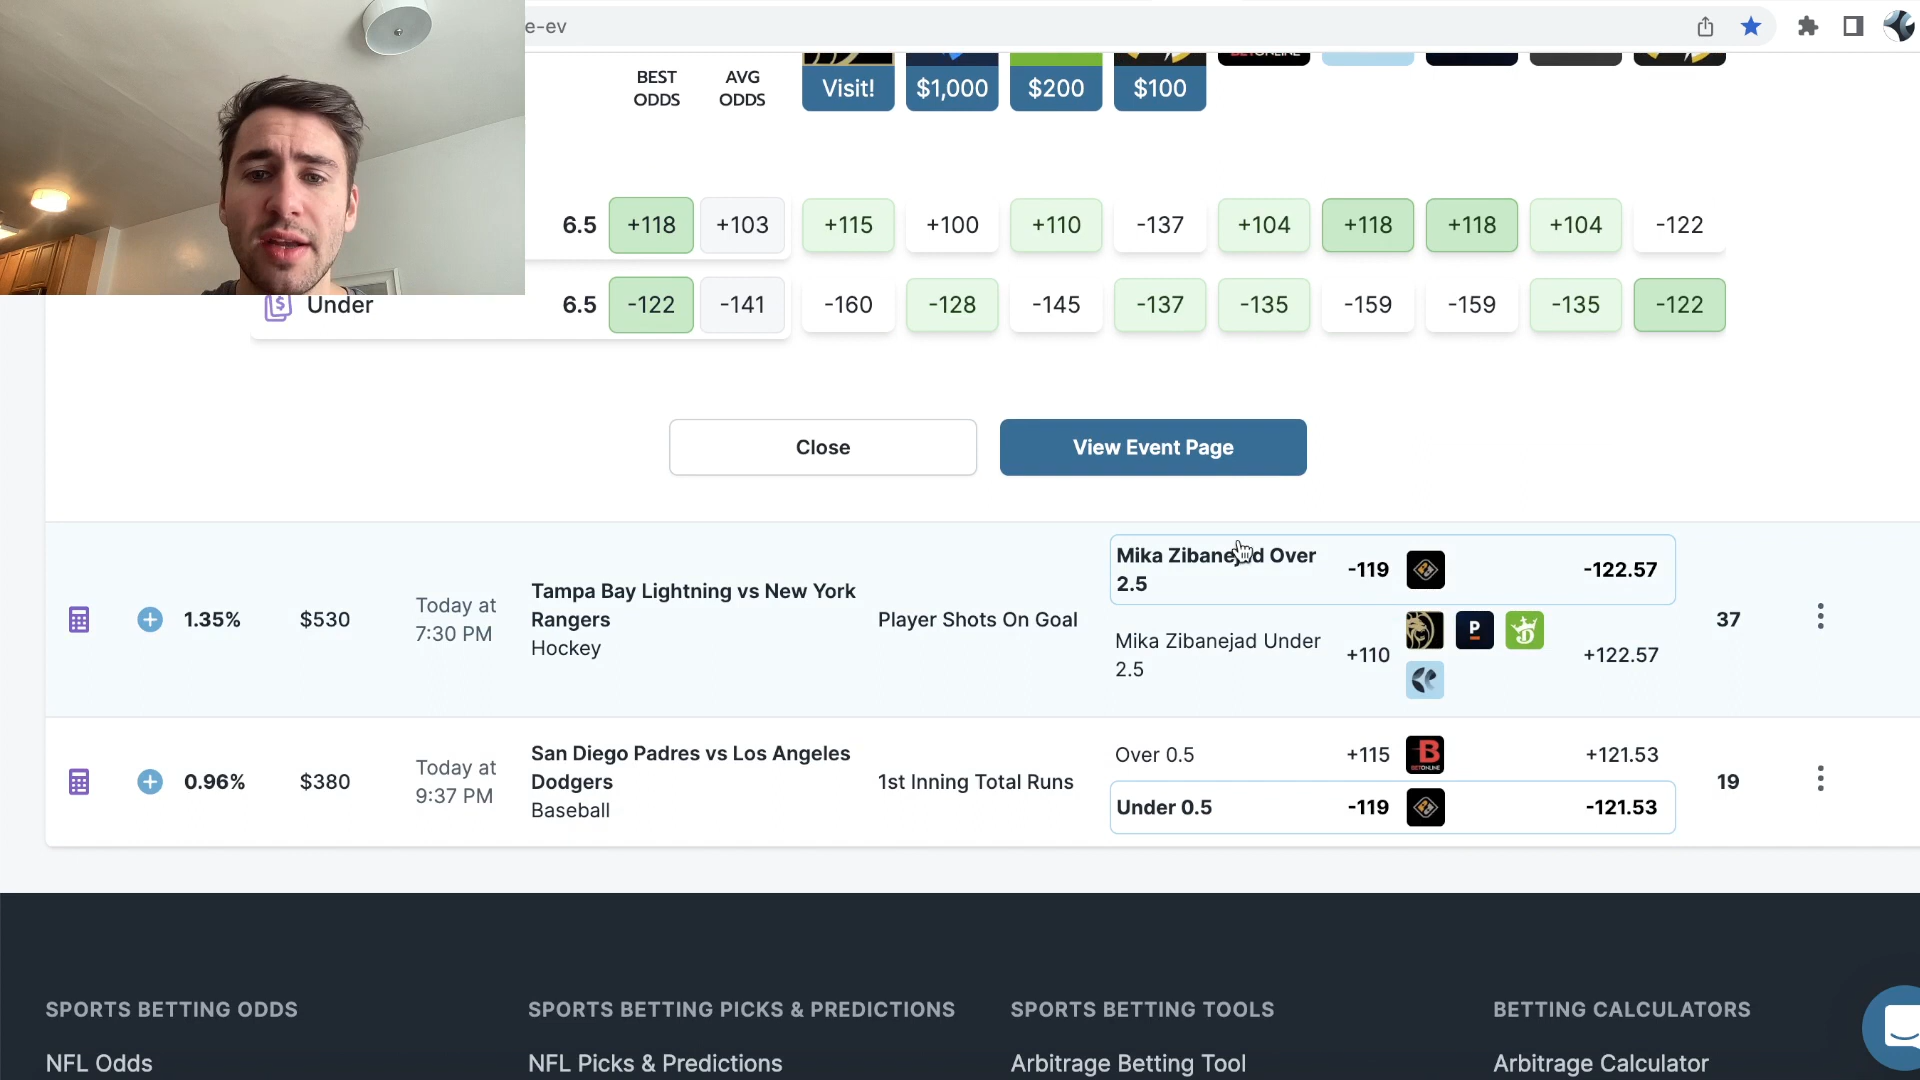 e-ev
BEST ODDS
AVG ODDS
Visit!
$1,000
$200
$100
6.5 +118 +103 +115 +100 +110 -137 +104 +118 +118 +104 -122
Under 6.5 -122 -141 -160 -128 -145 -137 -135 -159 -159 -135 -122
Close
View Event Page
1.35%
$530
Today at
7:30 PM
Tampa Bay Lightning vs New York
Rangers
Hockey
Player Shots On Goal
Mika Zibanejad Over
2.5
-119
-122.57
Mika Zibanejad Under
2.5
+110
P
+122.57
37
0.96%
$380
Today at
9:37 PM
San Diego Padres vs Los Angeles
Dodgers
Baseball
1st Inning Total Runs
Over 0.5 +115
B
BETONLINE
+121.53
Under 0.5 -119 -121.53
19
SPORTS BETTING ODDS
NFL Odds
SPORTS BETTING PICKS & PREDICTIONS
NFL Picks & Predictions
SPORTS BETTING TOOLS
Arbitrage Betting Tool
BETTING CALCULATORS
Arbitrage Calculator